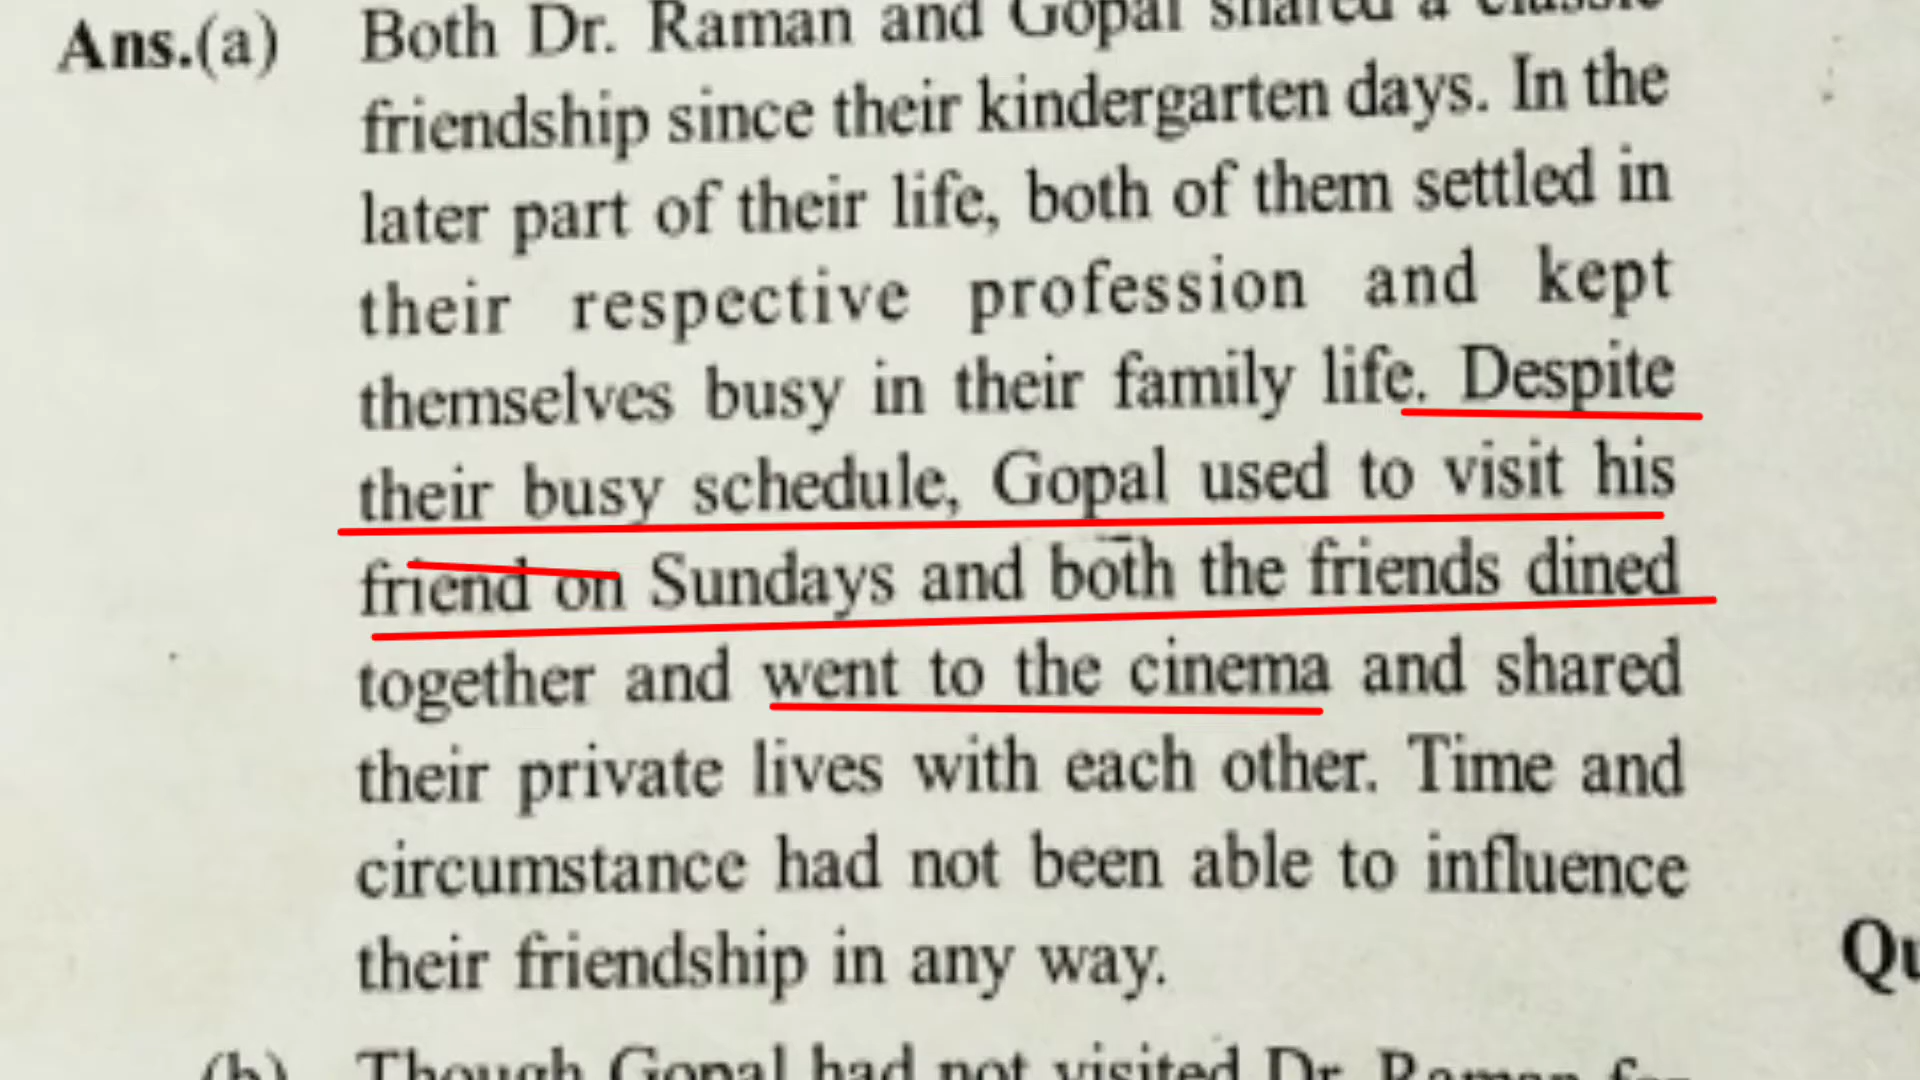 Ans.(a) Both Dr. Raman and Gopal shared a classic
friendship since their kindergarten days. In the
later part of their life, both of them settled in
their respective profession and kept
themselves busy in their family life. Despite
their busy schedule, Gopal used to visit his
friend on Sundays and both the friends dined
together and went to the cinema and shared
their private lives with each other. Time and
circumstance had not been able to influence
their friendship in any way.
(b) Though Gopal had not visited Dr. Raman for